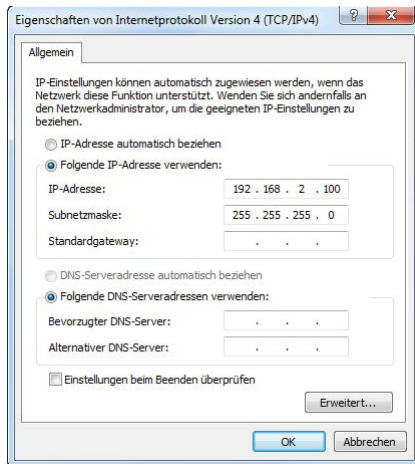 Eigenschaften von Internetprotokoll Version 4 (TCP/IPv4)
Allgemein
IP-Einstellungen können automatisch zugewiesen werden, wenn das
Netzwerk diese Funktion unterstützt. Wenden Sie sich andernfalls an
den Netzwerkadministrator, um die geeigneten IP-Einstellungen zu
beziehen.
IP-Adresse automatisch beziehen
Folgende IP-Adresse verwenden:
IP-Adresse: 192 . 168 . 2 . 100
Subnetzmaske: 255 . 255 . 255 . 0
Standardgateway: . . .
DNS-Serveradresse automatisch beziehen
Folgende DNS-Serveradressen verwenden:
Bevorzugter DNS-Server: . . .
Alternativer DNS-Server: . . .
Einstellungen beim Beenden überprüfen
Erweitert...
OK Abbrechen